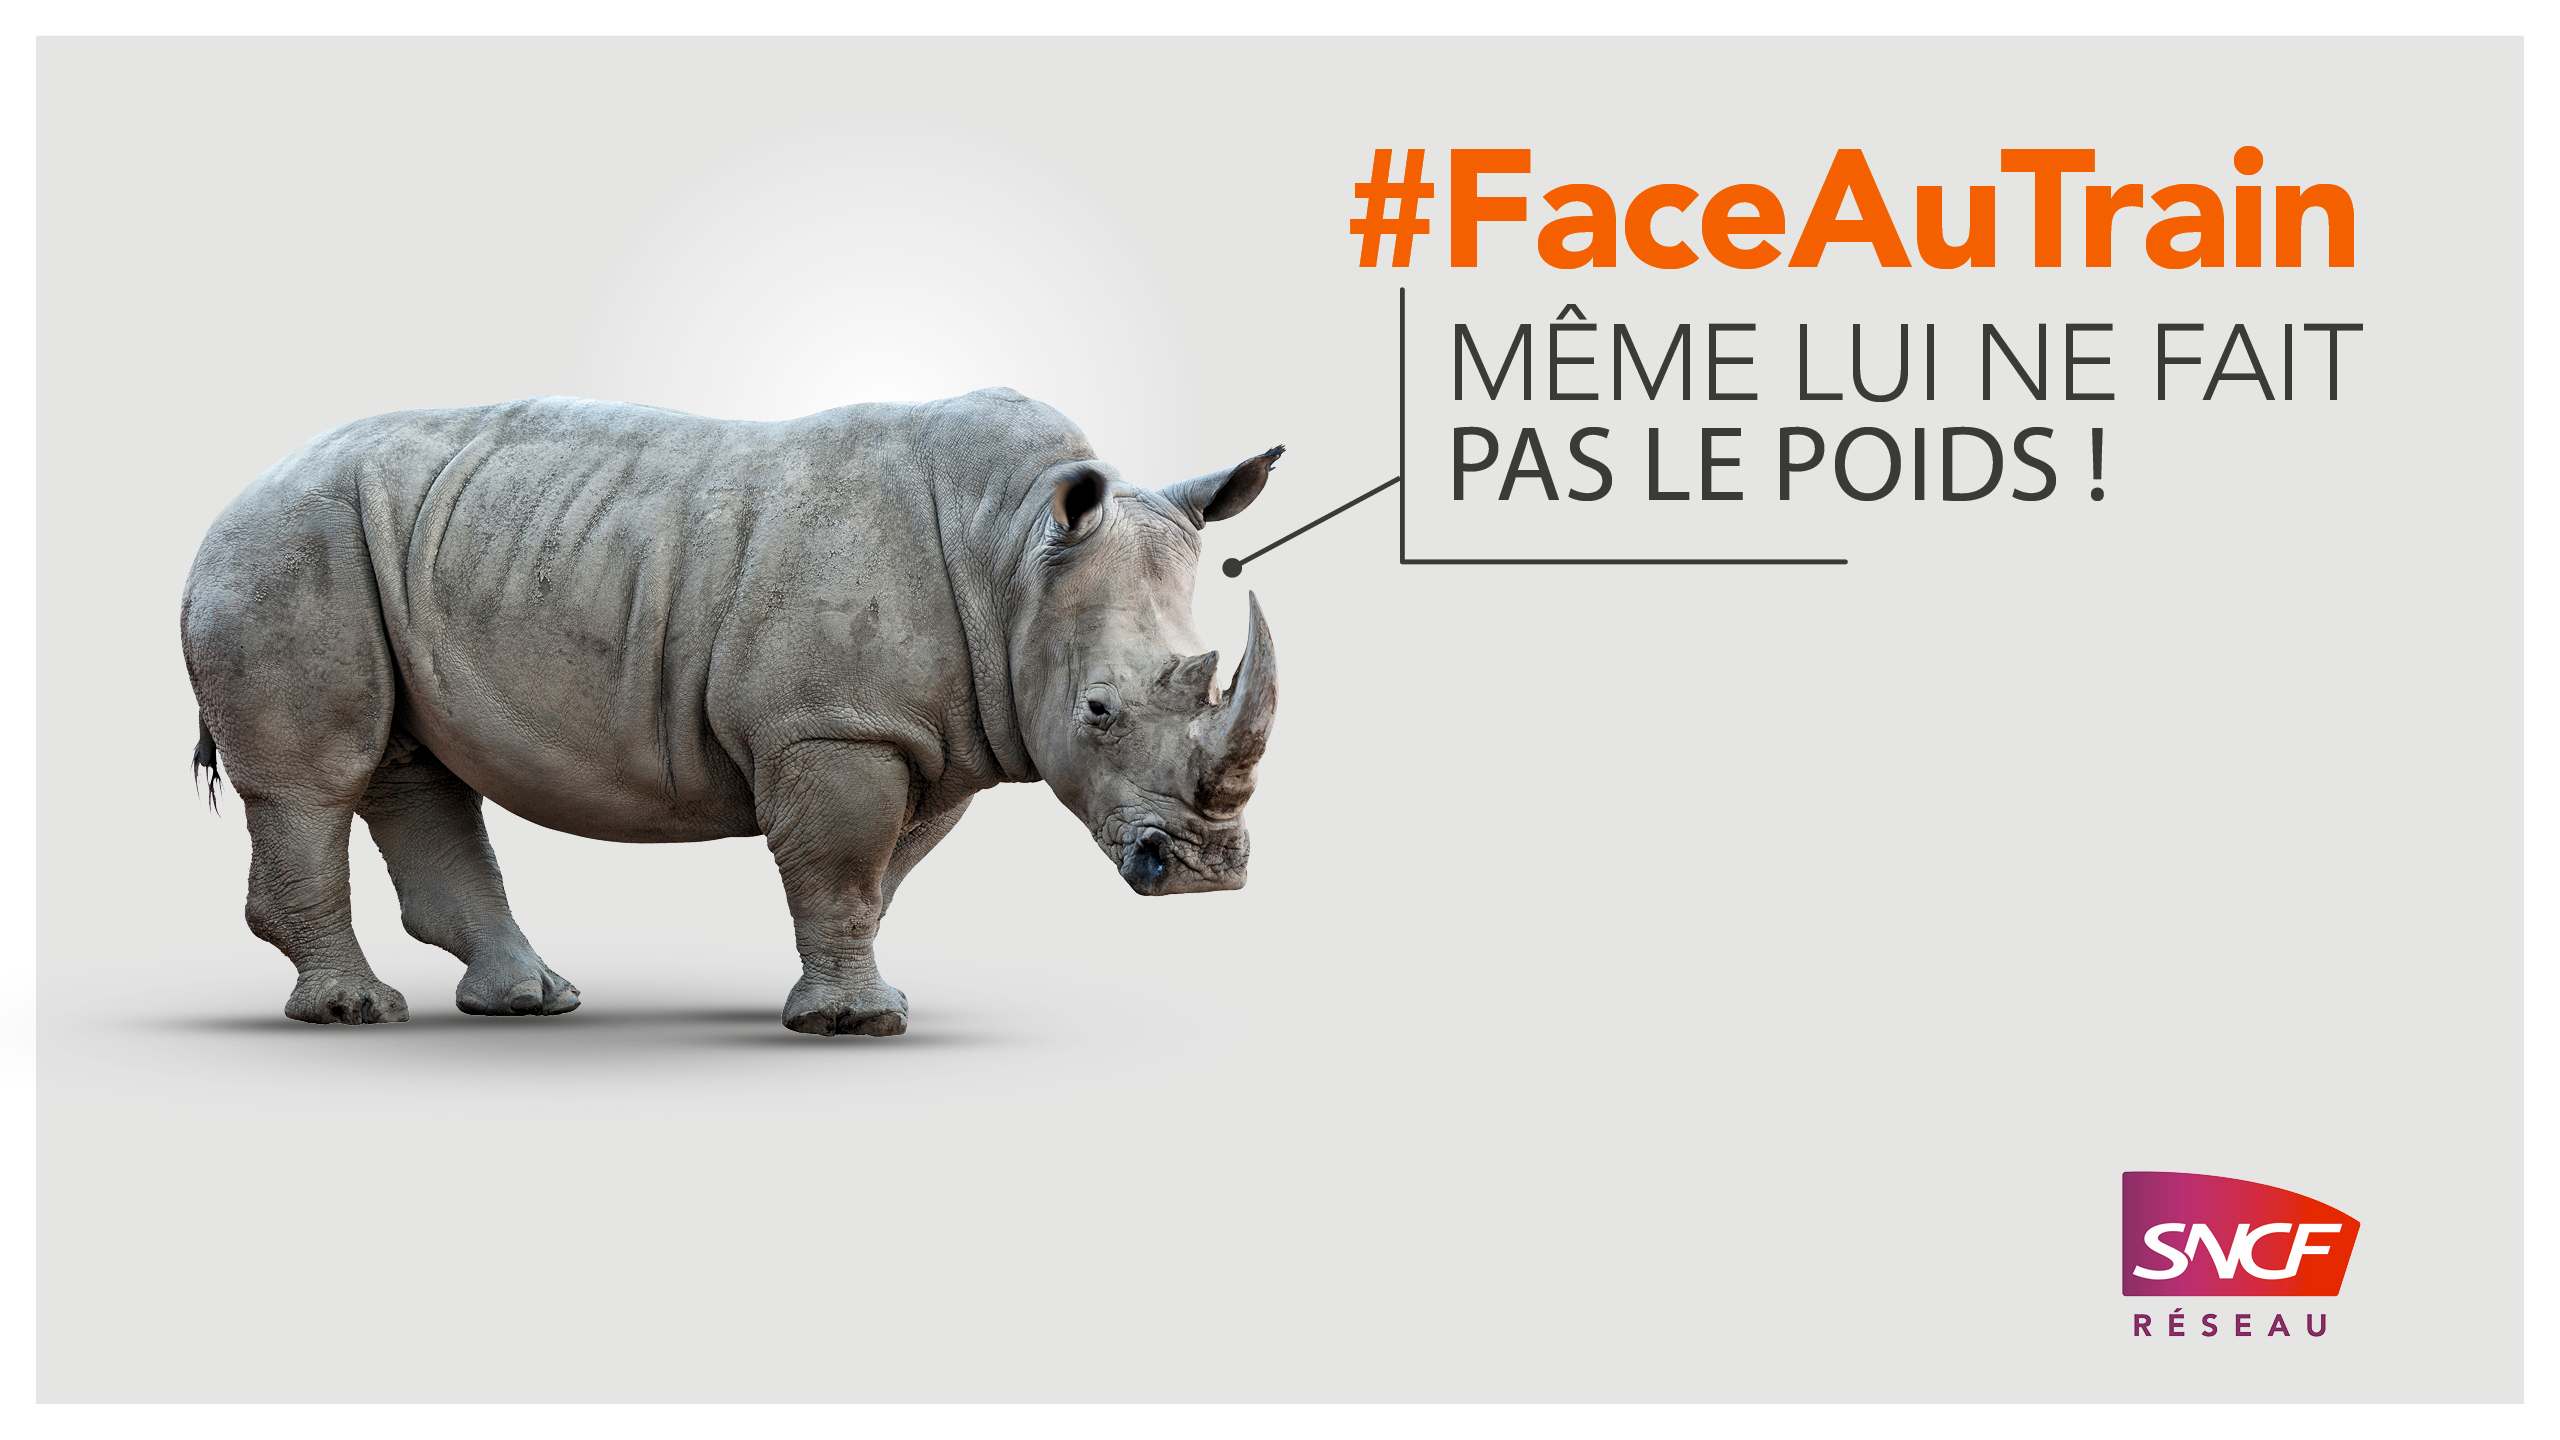 #FaceAuTrain
MÊME LUI NE FAIT
PAS LE POIDS !
SNCF
RÉSEAU